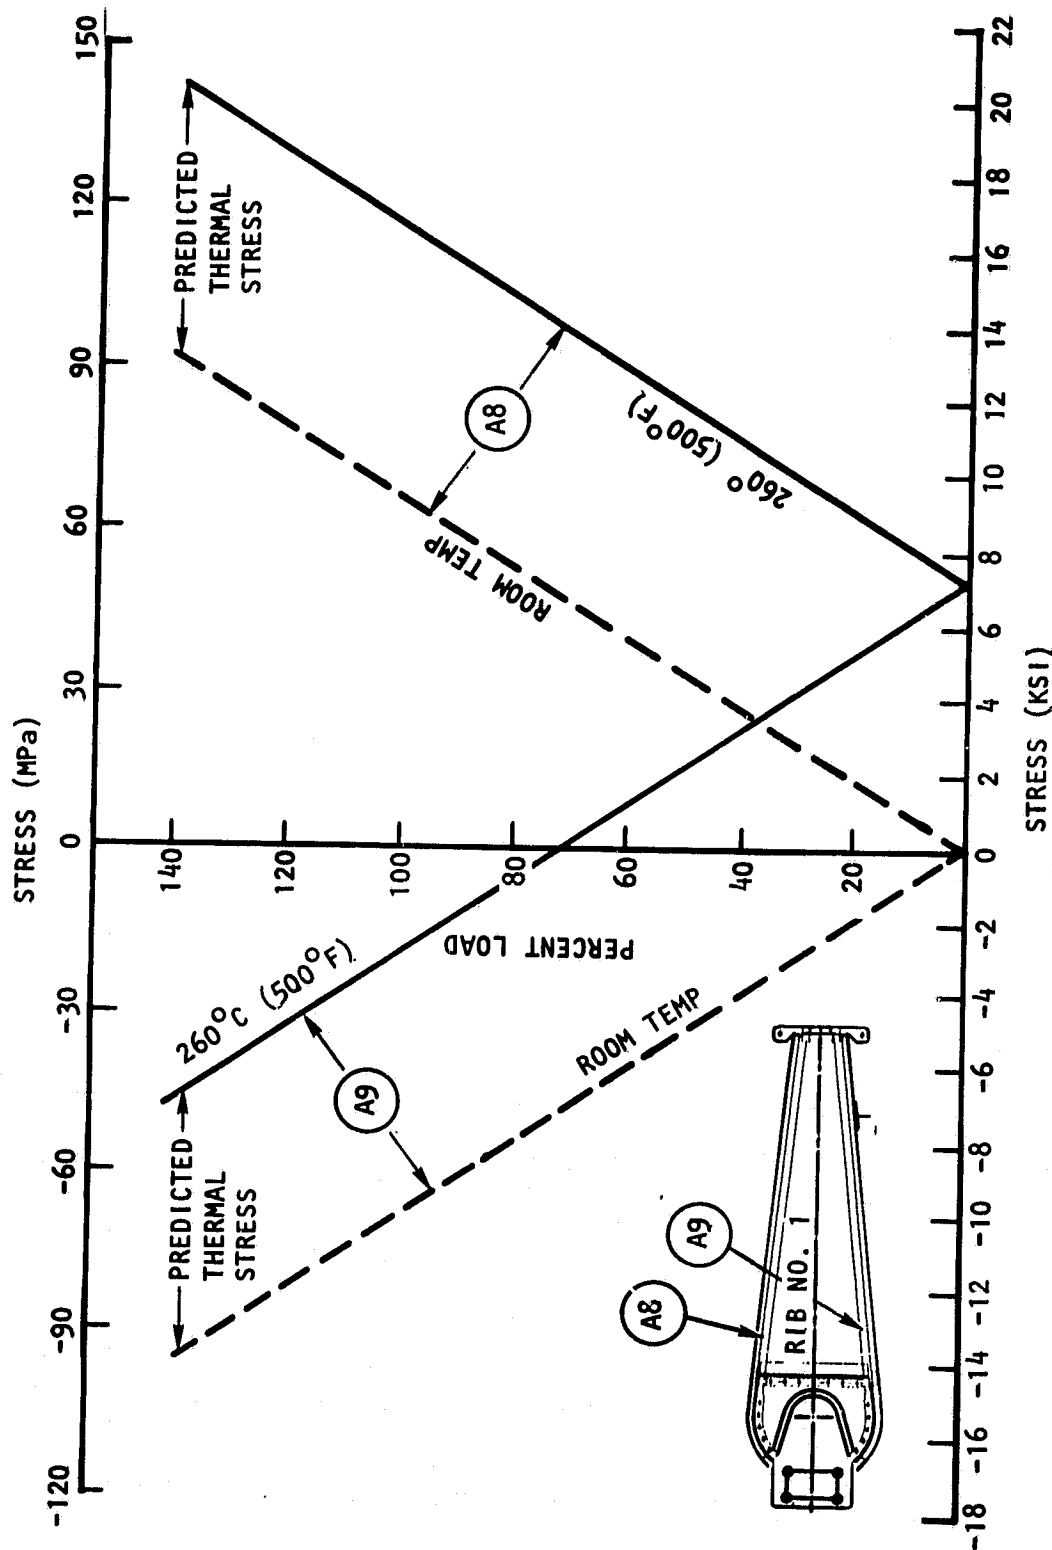 STRESS (MPa)
-120
-90
-60
-30
0
30
60
90
120
150
PREDICTED
THERMAL
STRESS
PREDICTED
THERMAL
STRESS
260°C (500°F)
A9
A8
ROOM TEMP
260° (500°F)
ROOM TEMP
PERCENT LOAD
140
120
100
80
60
40
20
A8
A9
RIB NO. 1
-18
-16
-14
-12
-10
-8
-6
-4
-2
0
2
4
6
8
10
12
14
16
18
20
22
STRESS (KSI)